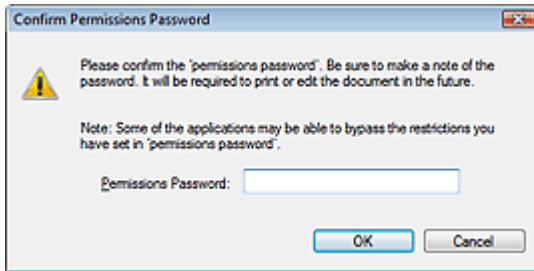 Confirm Permissions Password
Please confirm the 'permissions password'. Be sure to make a note of the
password. It will be required to print or edit the document in the future.
Note: Some of the applications may be able to bypass the restrictions you
have set in 'permissions password'.
Permissions Password:
OK
Cancel